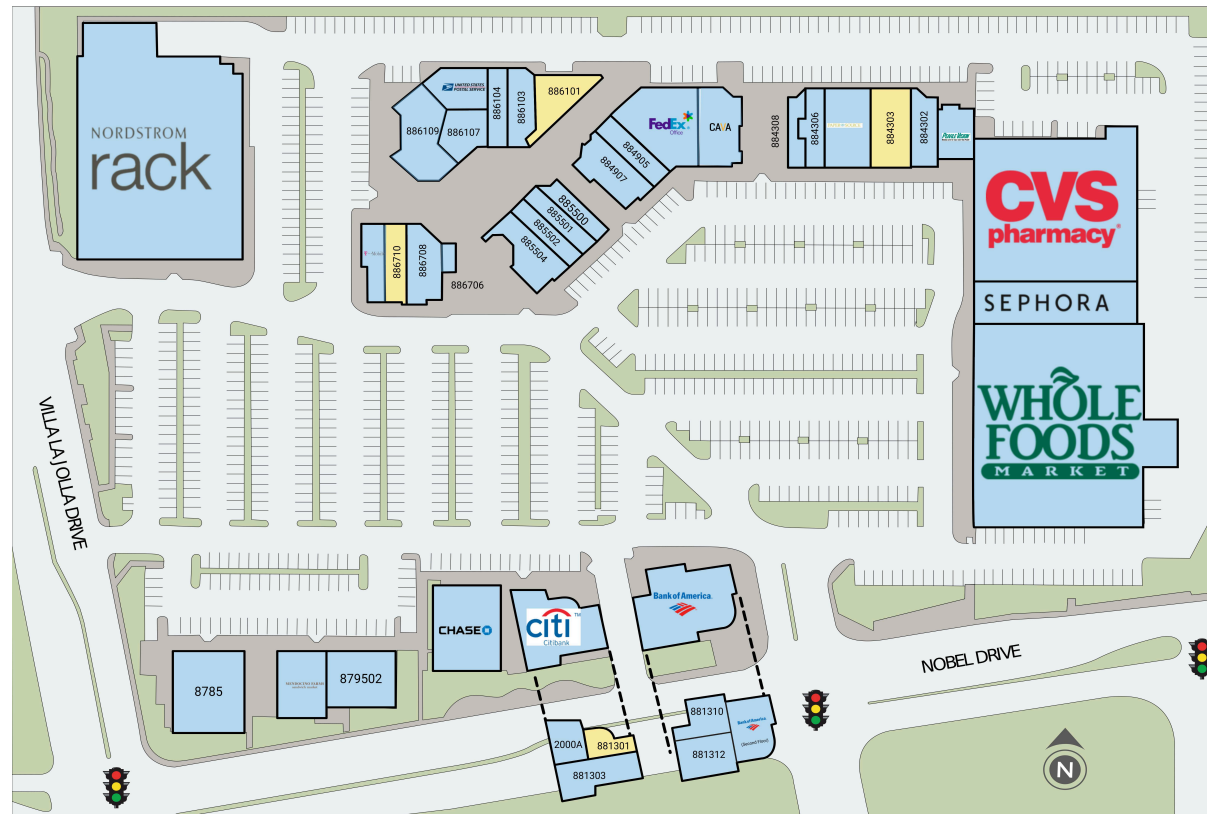 NORDSTROM
rack
UNITED STATES
POSTAL SERVICE
886109
886107
886104
886103
886101
FedEx
Office
884905
884907
CAVA
884308
884306
884303
884302
PEARLE VISION
CVS
pharmacy
SEPHORA
WHOLE
FOODS
MARKET
885500
885501
885502
885504
886710
886708
886706
VILLA LA JOLLA DRIVE
8785
879502
CHASE
citi
TM
Citibank
Bank of America
NOBEL DRIVE
2000A
881301
881303
881310
881312
Bank of America
(Second Floor)
N